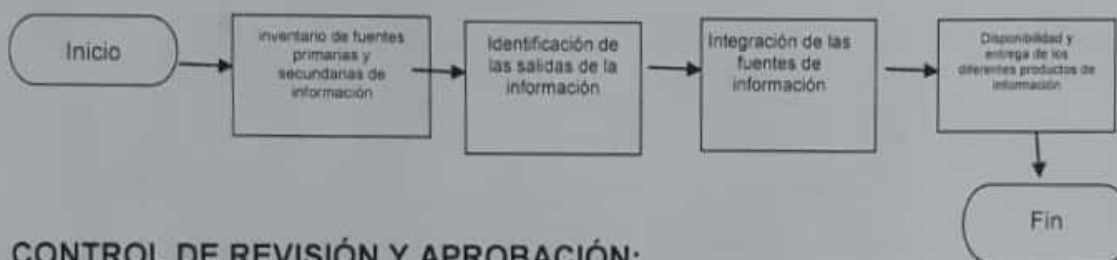 Inicio
inventario de fuentes
primarias y
secundarias de
información
Identificación de
las salidas de la
información
Integración de las
fuentes de
información
Disponibilidad y
entrega de los
diferentes productos de
información
Fin
CONTROL DE REVISIÓN Y APROBACIÓN: